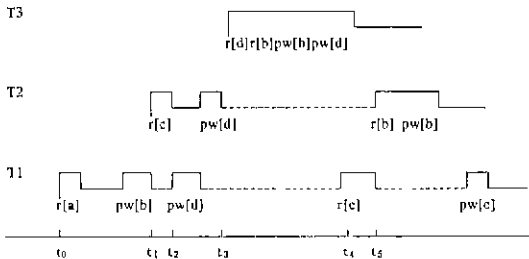 T3
r[d]r[b]pw[b]pw[d]
T2
r[c] pw[d] r[b] pw[b]
T1
r[a] pw[b] pw[d] r[c] pw[c]
t0 t1 t2 t3 t4 t5